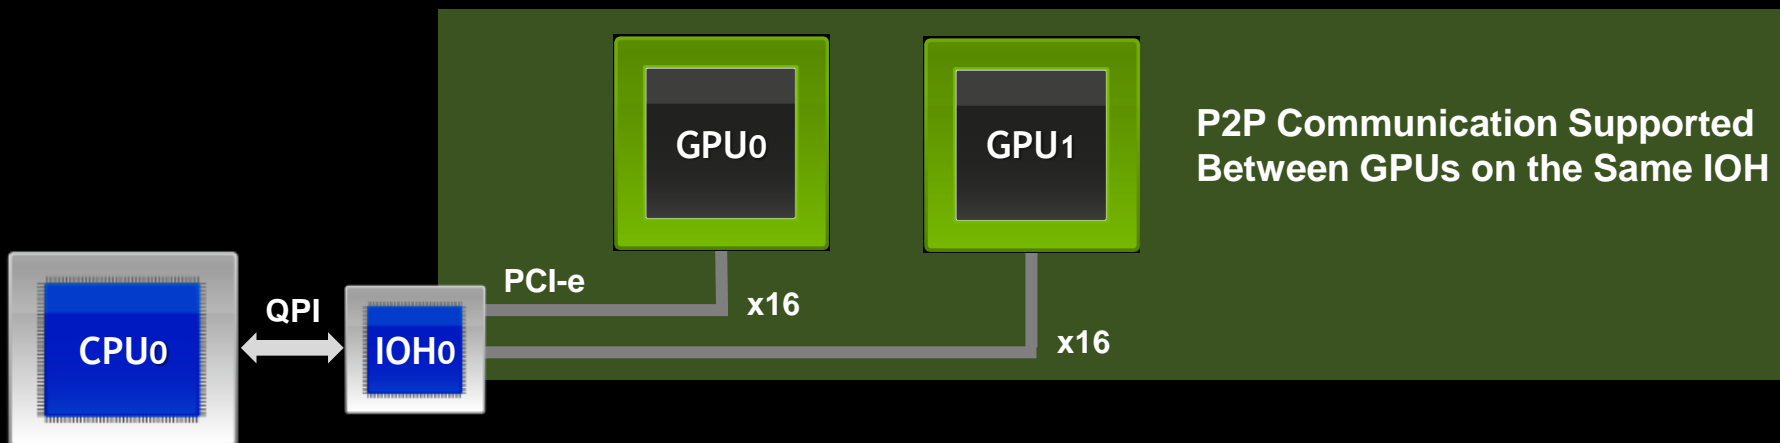 GPU0
GPU1
P2P Communication Supported
Between GPUs on the Same IOH
PCI-e
x16
QPI
x16
CPU0
IOH0